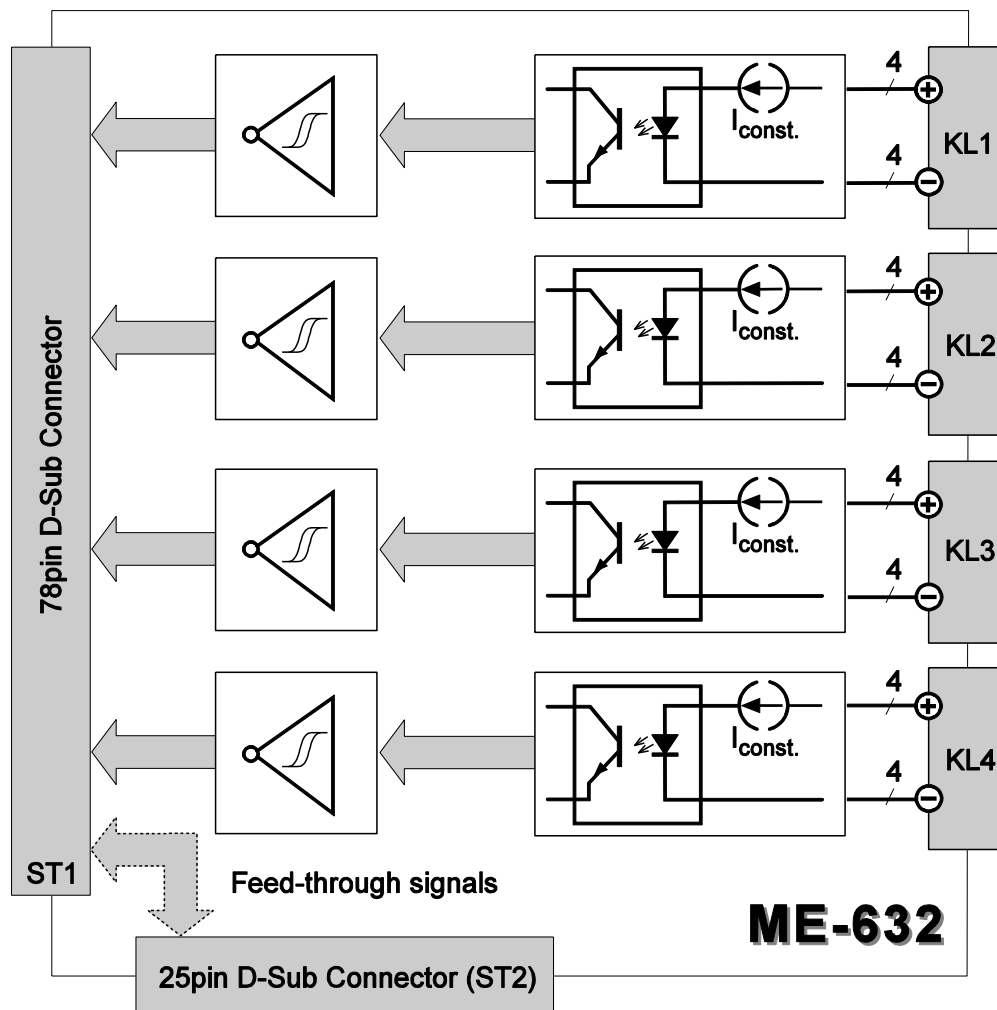 78pin D-Sub Connector
ST1
4
I const.
4
KL1
4
I const.
4
KL2
4
I const.
4
KL3
4
I const.
4
KL4
Feed-through signals
ME-632
25pin D-Sub Connector (ST2)